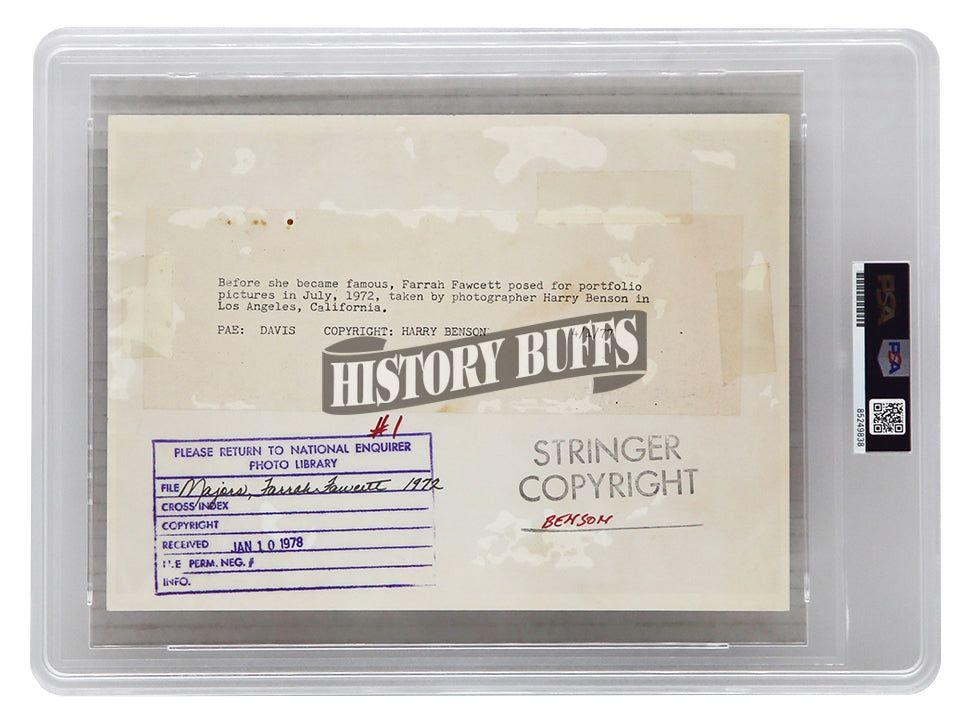 Before she became famous, Farrah Fawcett posed for portfolio
pictures in July, 1972, taken by photographer Harry Benson in
Los Angeles, California.
PAE: DAVIS COPYRIGHT: HARRY BENSON
HISTORY BUFFS
#1
PLEASE RETURN TO NATIONAL ENQUIRER
PHOTO LIBRARY
FILE Majors, Farrah Fawcett 1972
CROSS/INDEX
COPYRIGHT
RECEIVED JAN 10 1978
PERM. NEG. #
INFO.
STRINGER
COPYRIGHT
BENSON
PSA
PSA
85249838